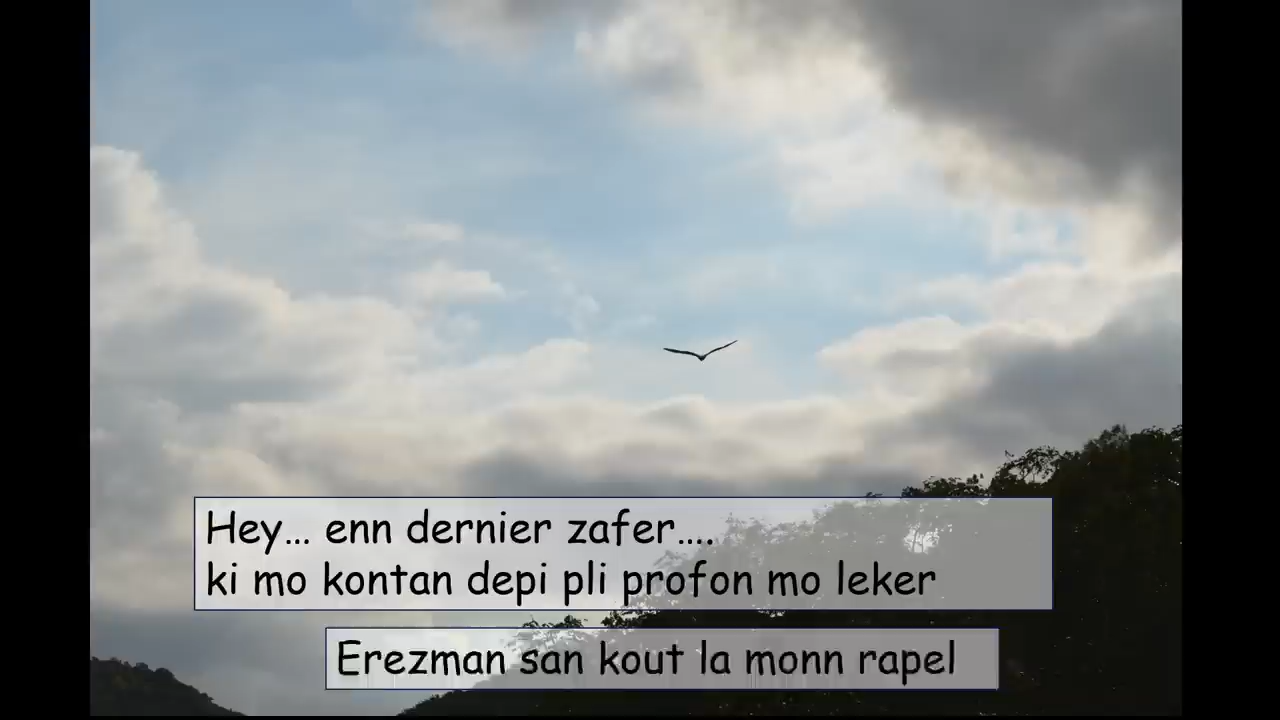 Hey... enn dernier zafer....
ki mo kontan depi pli profon mo leker
Erezman san kout la monn rapel